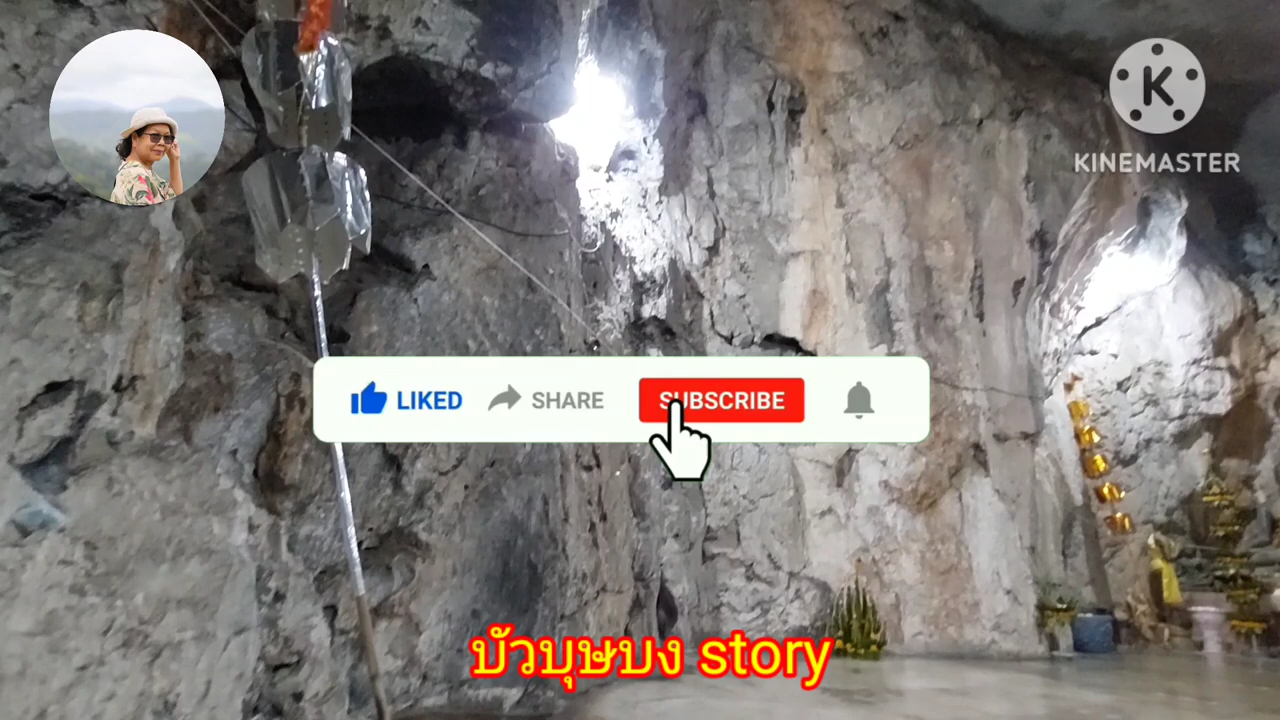 KINEMASTER
LIKED SHARE SUBSCRIBE
บัวบุษบง story